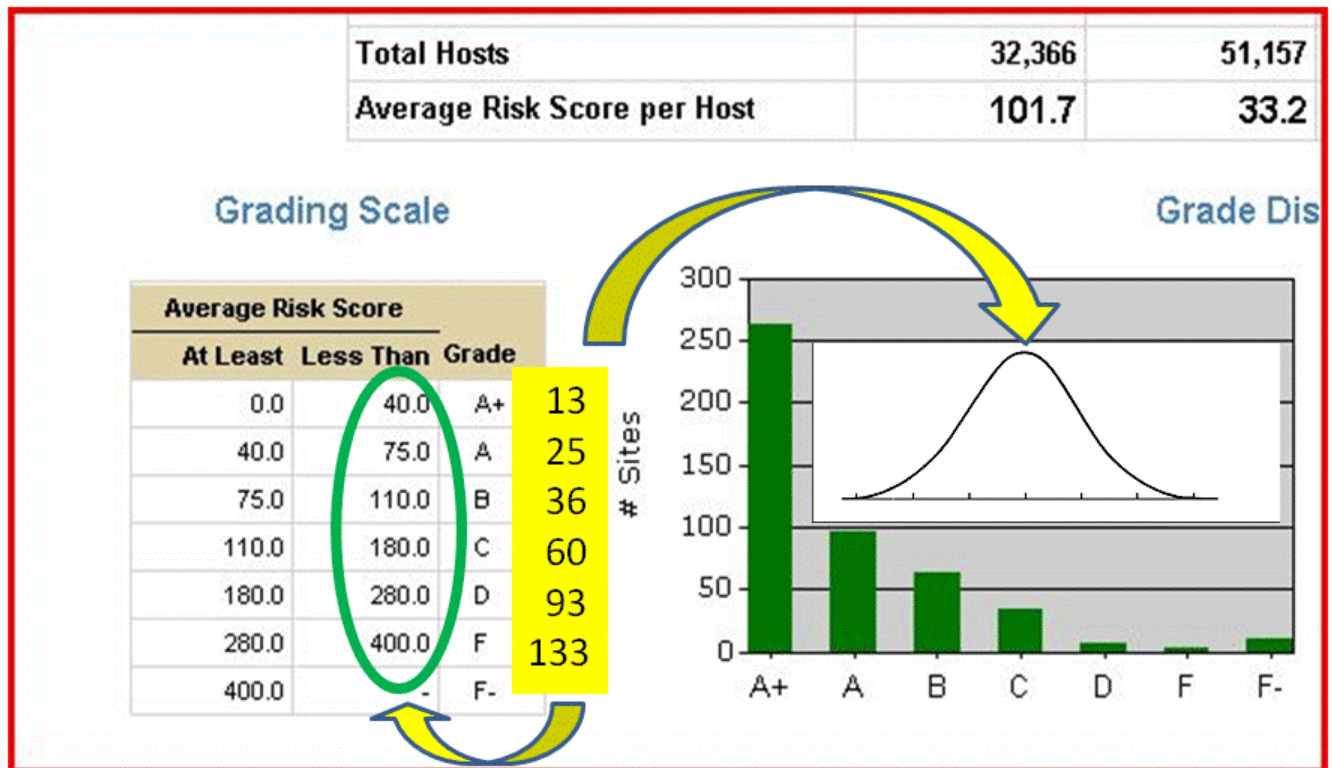 Total Hosts 32,366 51,157
Average Risk Score per Host 101.7 33.2
Grading Scale
Grade Dis
Average Risk Score
At Least Less Than Grade
0.0 40.0 A+ 13
40.0 75.0 A 25
75.0 110.0 B 36
110.0 180.0 C 60
180.0 280.0 D 93
280.0 400.0 F 133
400.0 - F-
# Sites
300
250
200
150
100
50
0
A+ A B C D F F-